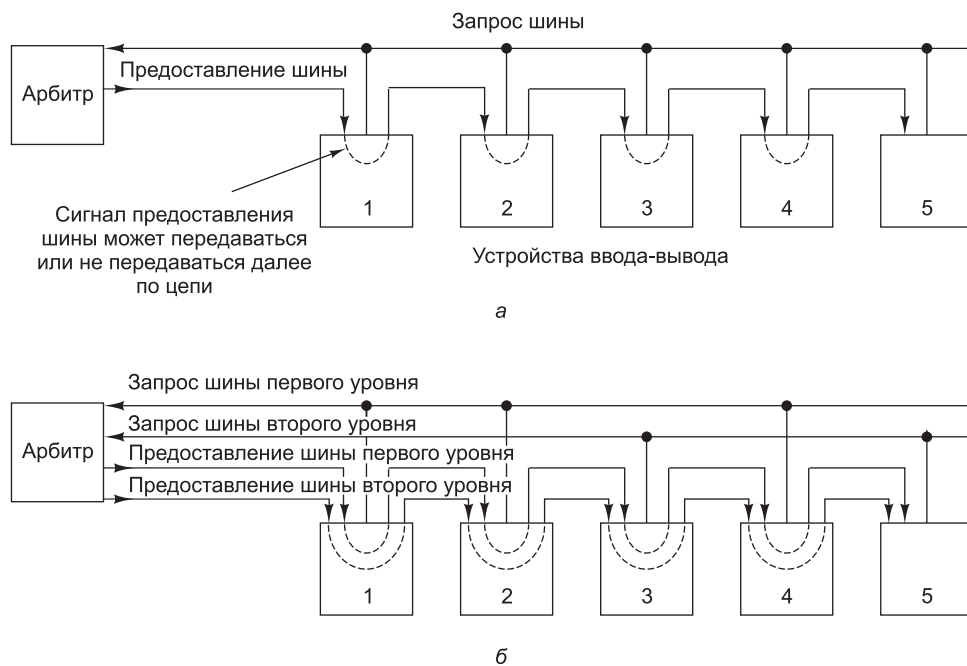 Запрос шины
Предоставление шины
Арбитр
1
2
3
4
5
Сигнал предоставления
шины может передаваться
или не передаваться далее
по цепи
Устройства ввода-вывода
а
Запрос шины первого уровня
Запрос шины второго уровня
Арбитр
Предоставление шины первого уровня
Предоставление шины второго уровня
1
2
3
4
5
б